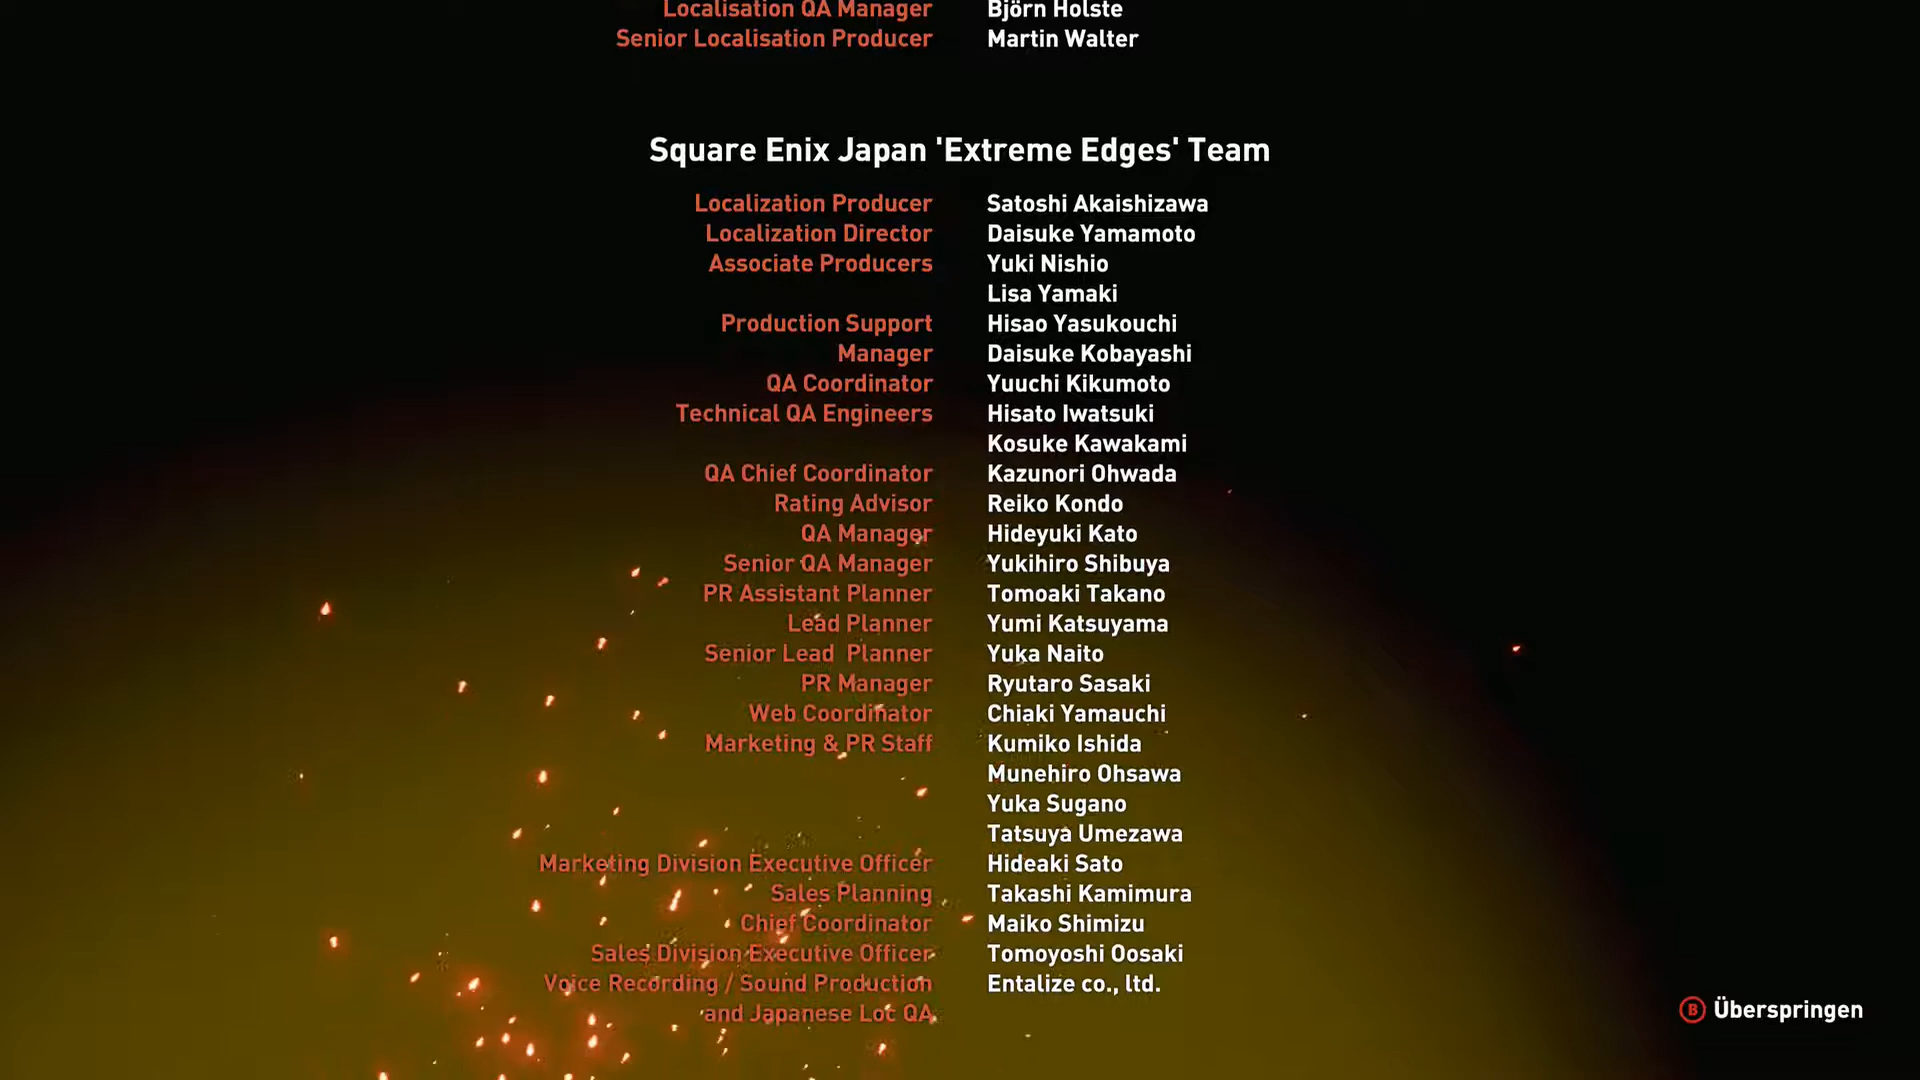 Localisation QA Manager Björn Holste
Senior Localisation Producer Martin Walter
Square Enix Japan 'Extreme Edges' Team
Localization Producer Satoshi Akaishizawa
Localization Director Daisuke Yamamoto
Associate Producers Yuki Nishio
Lisa Yamaki
Production Support Hisao Yasukouchi
Manager Daisuke Kobayashi
QA Coordinator Yuuchi Kikumoto
Technical QA Engineers Hisato Iwatsuki
Kosuke Kawakami
QA Chief Coordinator Kazunori Ohwada
Rating Advisor Reiko Kondo
QA Manager Hideyuki Kato
Senior QA Manager Yukihiro Shibuya
PR Assistant Planner Tomoaki Takano
Lead Planner Yumi Katsuyama
Senior Lead Planner Yuka Naito
PR Manager Ryutaro Sasaki
Web Coordinator Chiaki Yamauchi
Marketing & PR Staff Kumiko Ishida
Munehiro Ohsawa
Yuka Sugano
Tatsuya Umezawa
Marketing Division Executive Officer Hideaki Sato
Sales Planning Takashi Kamimura
Chief Coordinator Maiko Shimizu
Sales Division Executive Officer Tomoyoshi Oosaki
Voice Recording / Sound Production Entalize co., ltd.
and Japanese Loc QA
B Überspringen